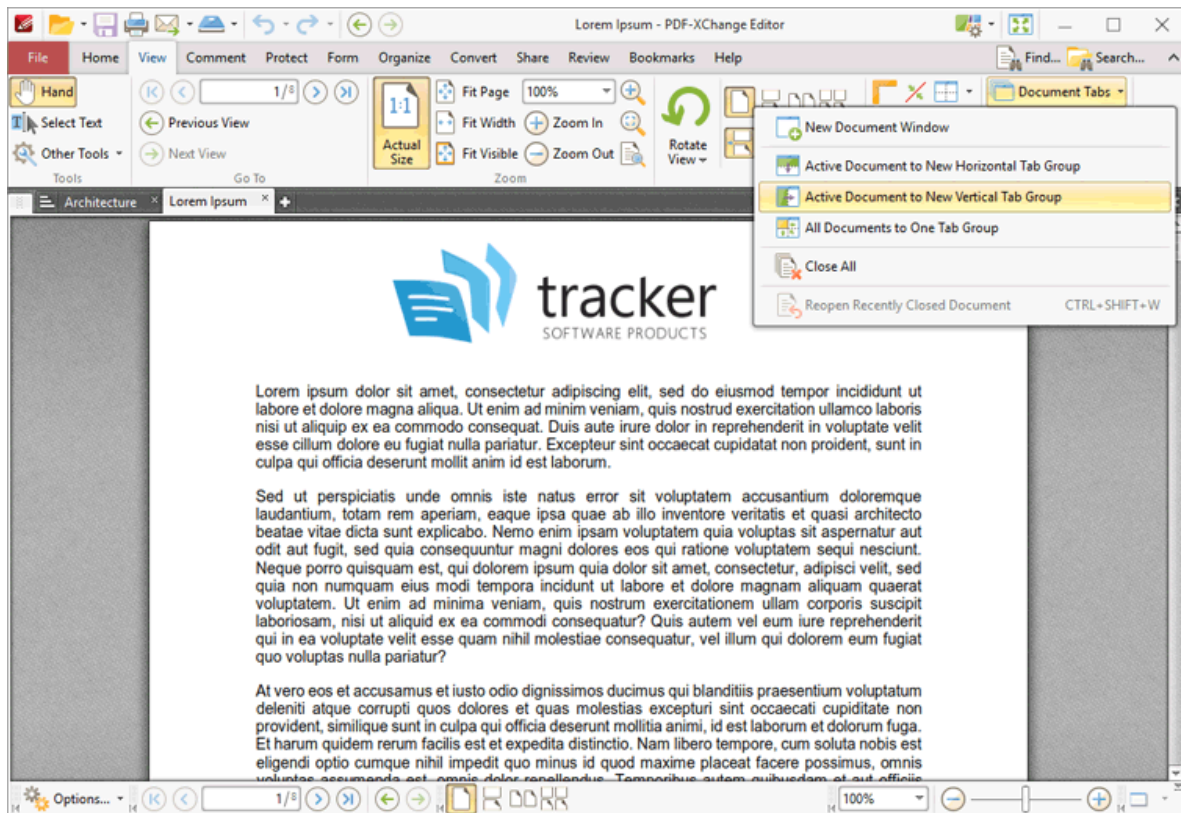 Lorem Ipsum - PDF-XChange Editor
File Home View Comment Protect Form Organize Convert Share Review Bookmarks Help Find... Search...
Hand 1/8 1:1 Fit Page 100% Document Tabs
Select Text Previous View Fit Width Zoom In
Other Tools Next View Actual Size Fit Visible Zoom Out Rotate View
Tools Go To Zoom
New Document Window
Active Document to New Horizontal Tab Group
Active Document to New Vertical Tab Group
All Documents to One Tab Group
Close All
Reopen Recently Closed Document CTRL+SHIFT+W
Architecture Lorem Ipsum
tracker
SOFTWARE PRODUCTS
Lorem ipsum dolor sit amet, consectetur adipiscing elit, sed do eiusmod tempor incididunt ut
labore et dolore magna aliqua. Ut enim ad minim veniam, quis nostrud exercitation ullamco laboris
nisi ut aliquip ex ea commodo consequat. Duis aute irure dolor in reprehenderit in voluptate velit
esse cillum dolore eu fugiat nulla pariatur. Excepteur sint occaecat cupidatat non proident, sunt in
culpa qui officia deserunt mollit anim id est laborum.
Sed ut perspiciatis unde omnis iste natus error sit voluptatem accusantium doloremque
laudantium, totam rem aperiam, eaque ipsa quae ab illo inventore veritatis et quasi architecto
beatae vitae dicta sunt explicabo. Nemo enim ipsam voluptatem quia voluptas sit aspernatur aut
odit aut fugit, sed quia consequuntur magni dolores eos qui ratione voluptatem sequi nesciunt.
Neque porro quisquam est, qui dolorem ipsum quia dolor sit amet, consectetur, adipisci velit, sed
quia non numquam eius modi tempora incidunt ut labore et dolore magnam aliquam quaerat
voluptatem. Ut enim ad minima veniam, quis nostrum exercitationem ullam corporis suscipit
laboriosam, nisi ut aliquid ex ea commodi consequatur? Quis autem vel eum iure reprehenderit
qui in ea voluptate velit esse quam nihil molestiae consequatur, vel illum qui dolorem eum fugiat
quo voluptas nulla pariatur?
At vero eos et accusamus et iusto odio dignissimos ducimus qui blanditiis praesentium voluptatum
deleniti atque corrupti quos dolores et quas molestias excepturi sint occaecati cupiditate non
provident, similique sunt in culpa qui officia deserunt mollitia animi, id est laborum et dolorum fuga.
Et harum quidem rerum facilis est et expedita distinctio. Nam libero tempore, cum soluta nobis est
eligendi optio cumque nihil impedit quo minus id quod maxime placeat facere possimus, omnis
voluptas assumenda est, omnis dolor repellendus. Temporibus autem quibusdam et aut officiis
Options... 1/8 100%